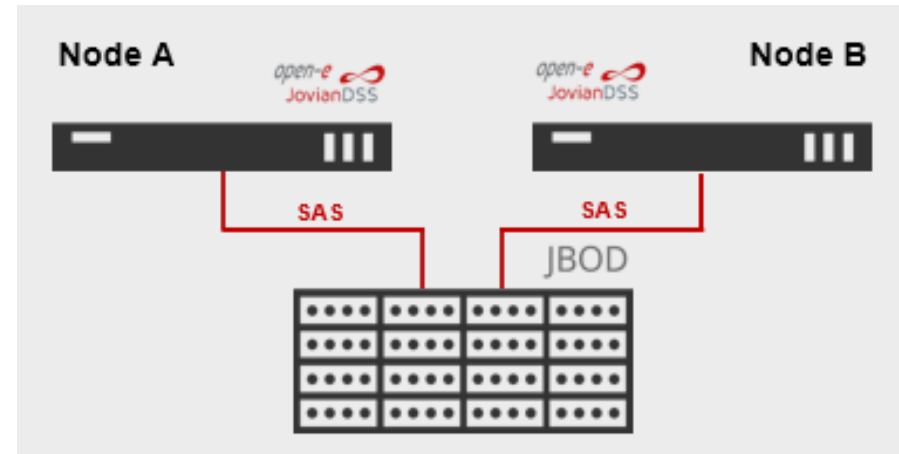 Node A
open-e
JovianDSS
open-e
JovianDSS
Node B
SAS
SAS
JBOD